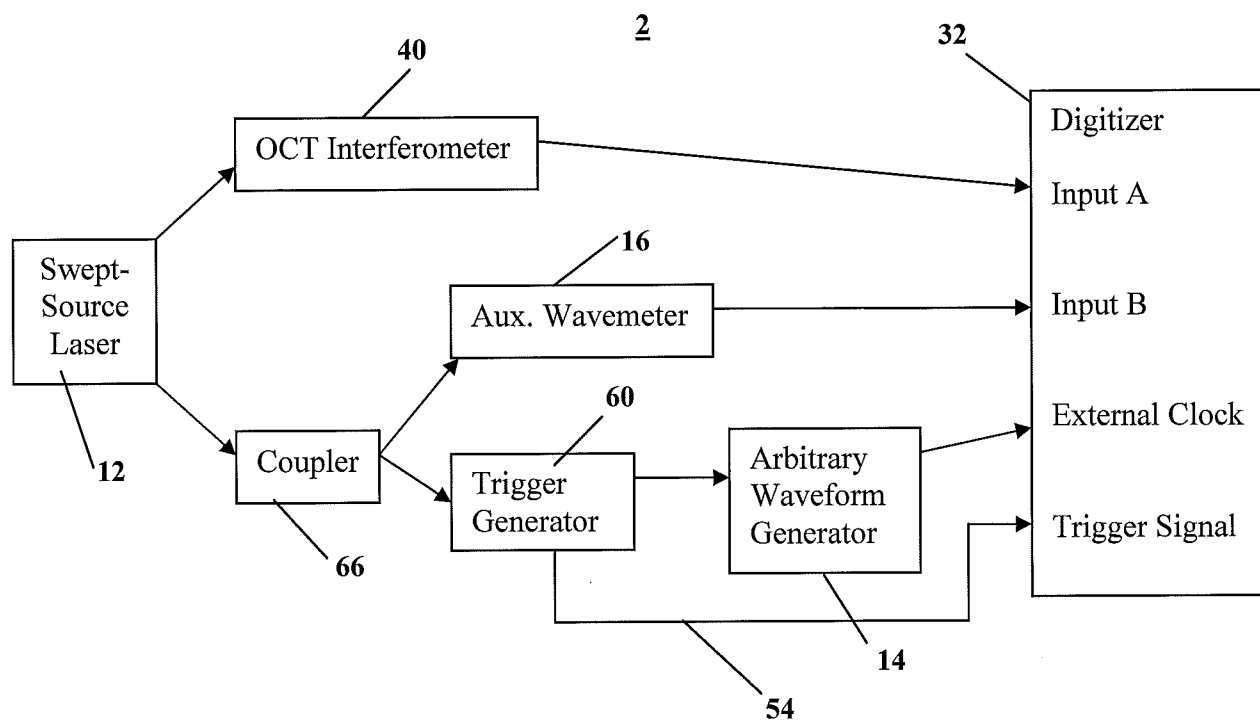 2
40
32
OCT Interferometer
Digitizer
Input A
Swept-
Source
Laser
12
16
Aux. Wavemeter
Input B
60
External Clock
Coupler
66
Trigger
Generator
Arbitrary
Waveform
Generator
14
Trigger Signal
54